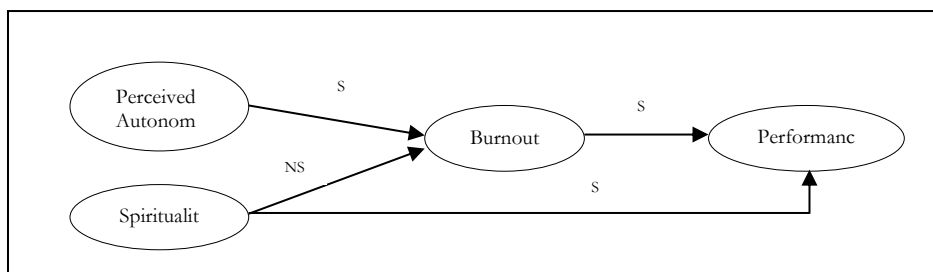 Perceived
Autonom
S
S
Burnout
Performanc
NS
S
Spiritualit